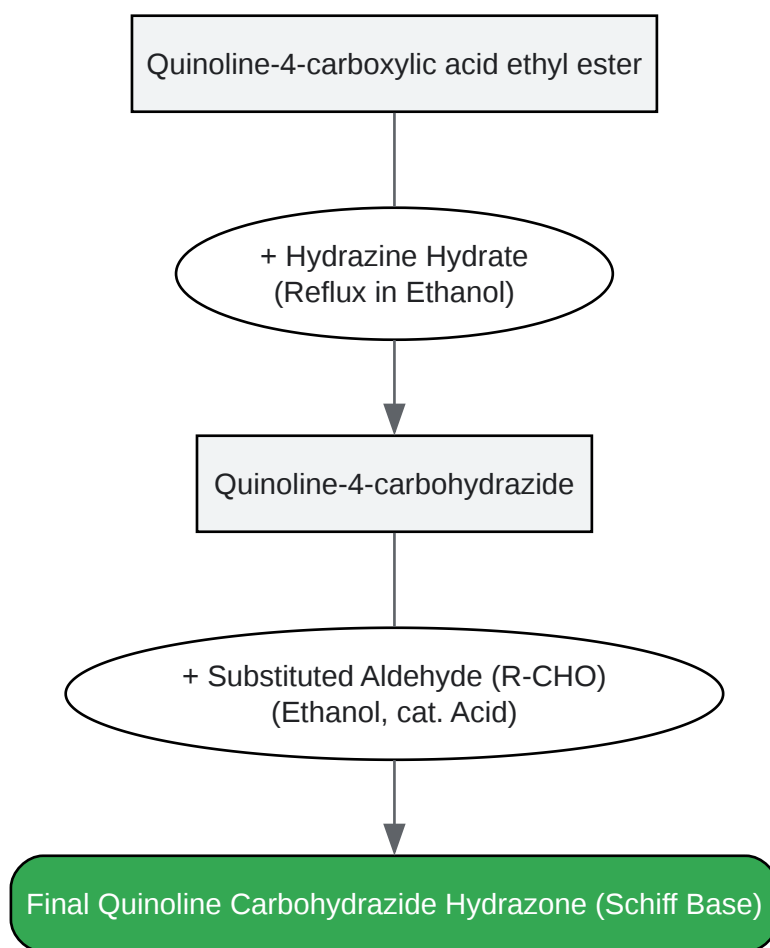 Quinoline-4-carboxylic acid ethyl ester
+ Hydrazine Hydrate
(Reflux in Ethanol)
Quinoline-4-carbohydrazide
+ Substituted Aldehyde (R-CHO)
(Ethanol, cat. Acid)
Final Quinoline Carbohydrazide Hydrazone (Schiff Base)